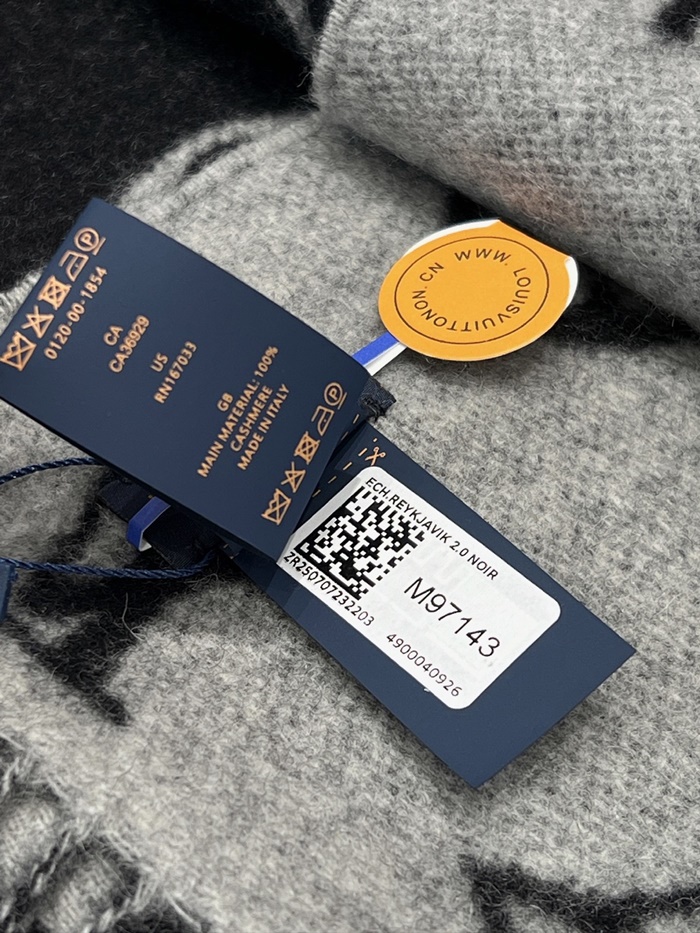 0120-00-1854
CA
CA36929
US
RN167033
GB
MAIN MATERIAL: 100%
CASHMERE
MADE IN ITALY
WWW. LOUISVUITTONON. CN
ECH.REYKJAVIK 2.0 NOIR
M97143
ZR250707232203
4900040926